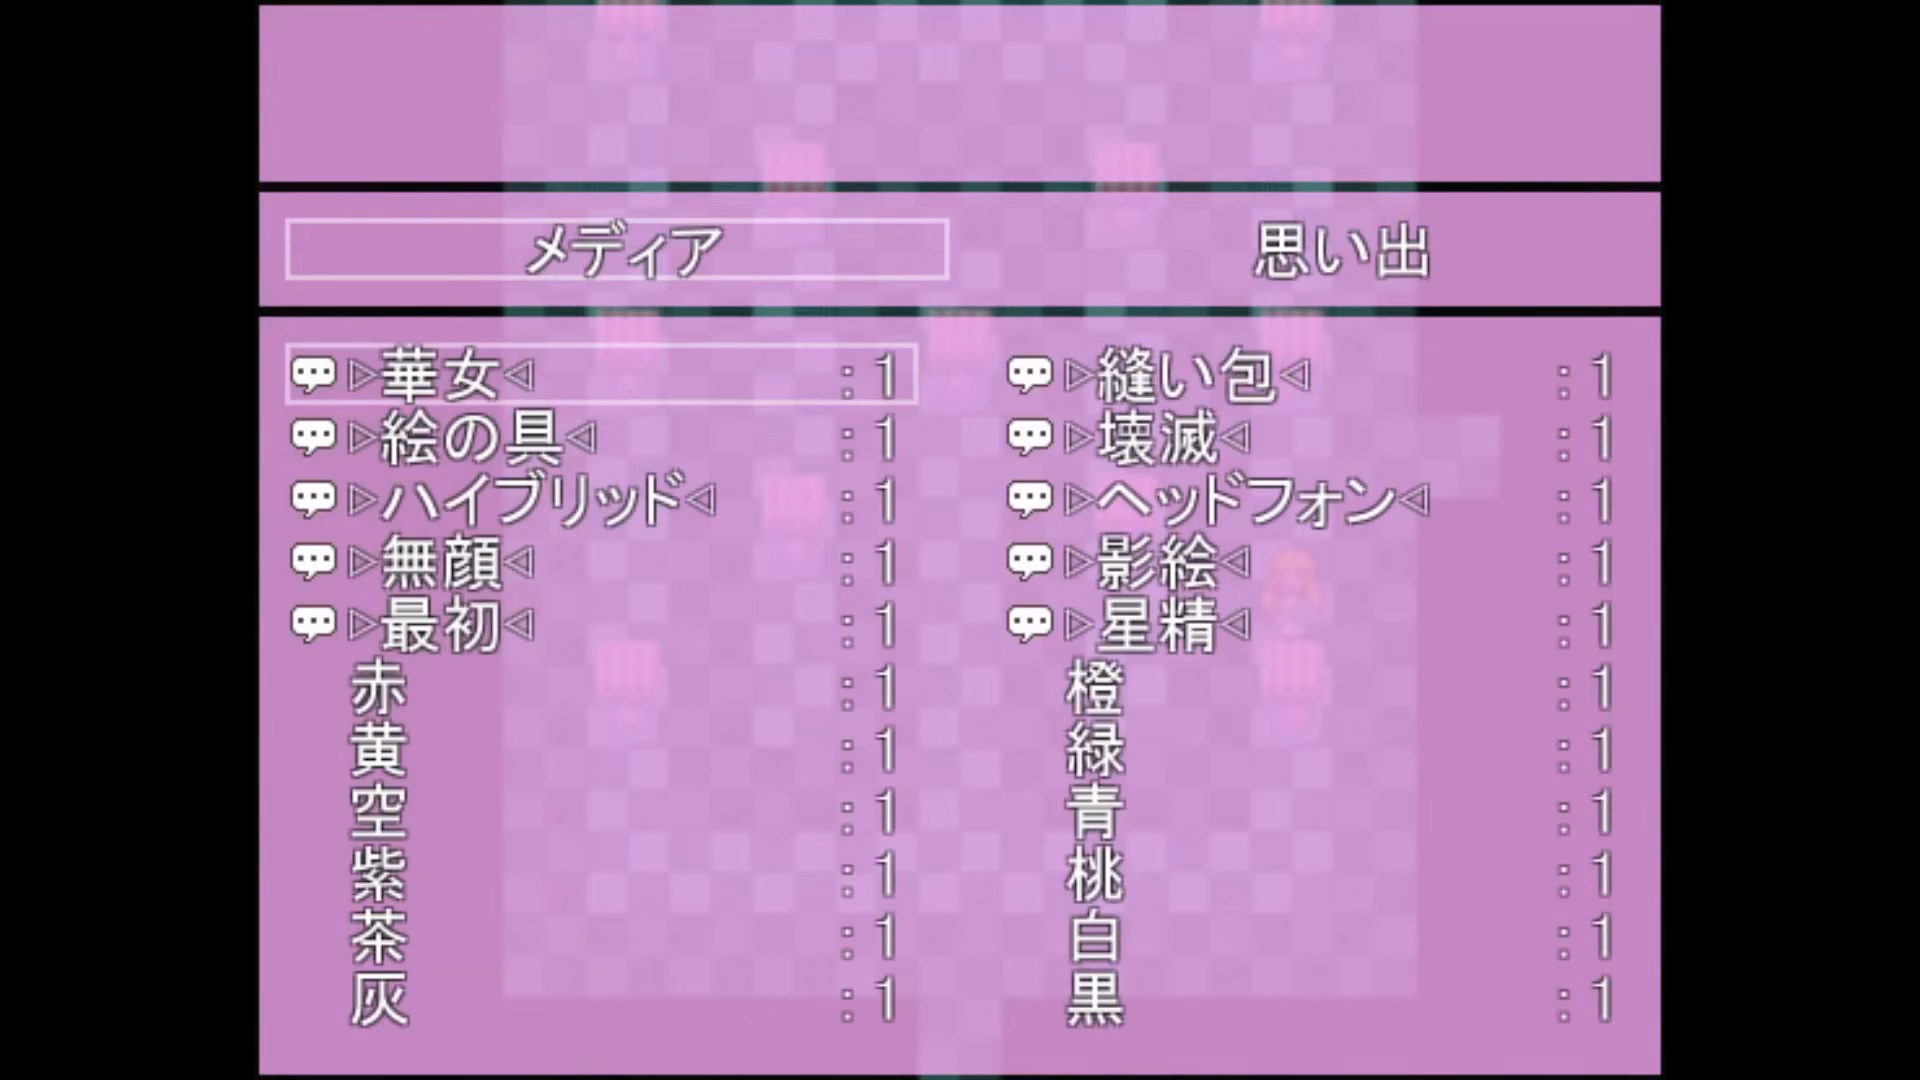 メディア 思い出
▷華女◁ : 1 ▷縫い包◁ : 1
▷絵の具◁ : 1 ▷壊滅◁ : 1
▷ハイブリッド◁ : 1 ▷ヘッドフォン◁ : 1
▷無顔◁ : 1 ▷影絵◁ : 1
▷最初◁ : 1 ▷星精◁ : 1
赤 : 1 橙 : 1
黄 : 1 緑 : 1
空 : 1 青 : 1
紫 : 1 桃 : 1
茶 : 1 白 : 1
灰 : 1 黒 : 1